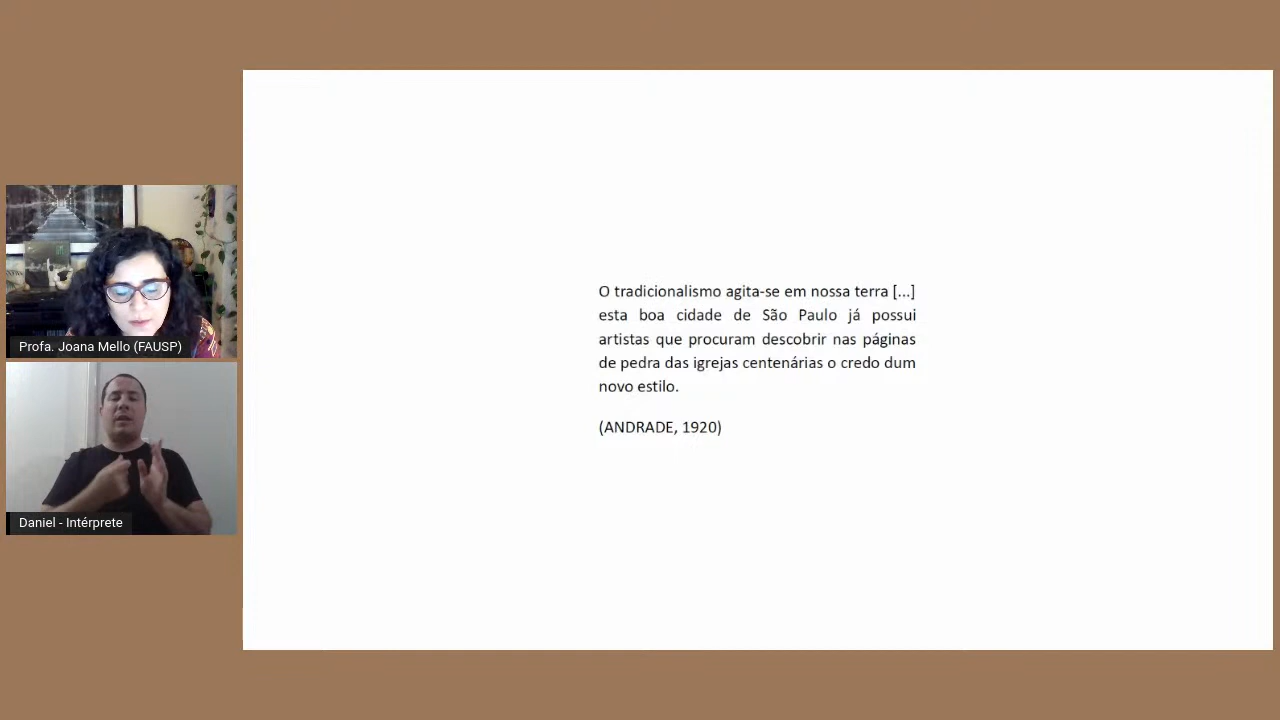 O tradicionalismo agita-se em nossa terra [...]
esta boa cidade de São Paulo já possui
artistas que procuram descobrir nas páginas
de pedra das igrejas centenárias o credo dum
novo estilo.
(ANDRADE, 1920)
Profa. Joana Mello (FAUSP)
Daniel - Intérprete